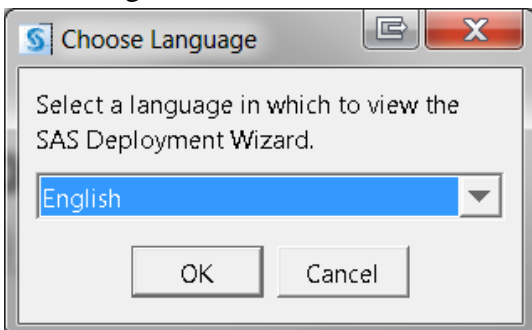 Choose Language
Select a language in which to view the
SAS Deployment Wizard.
English
OK Cancel